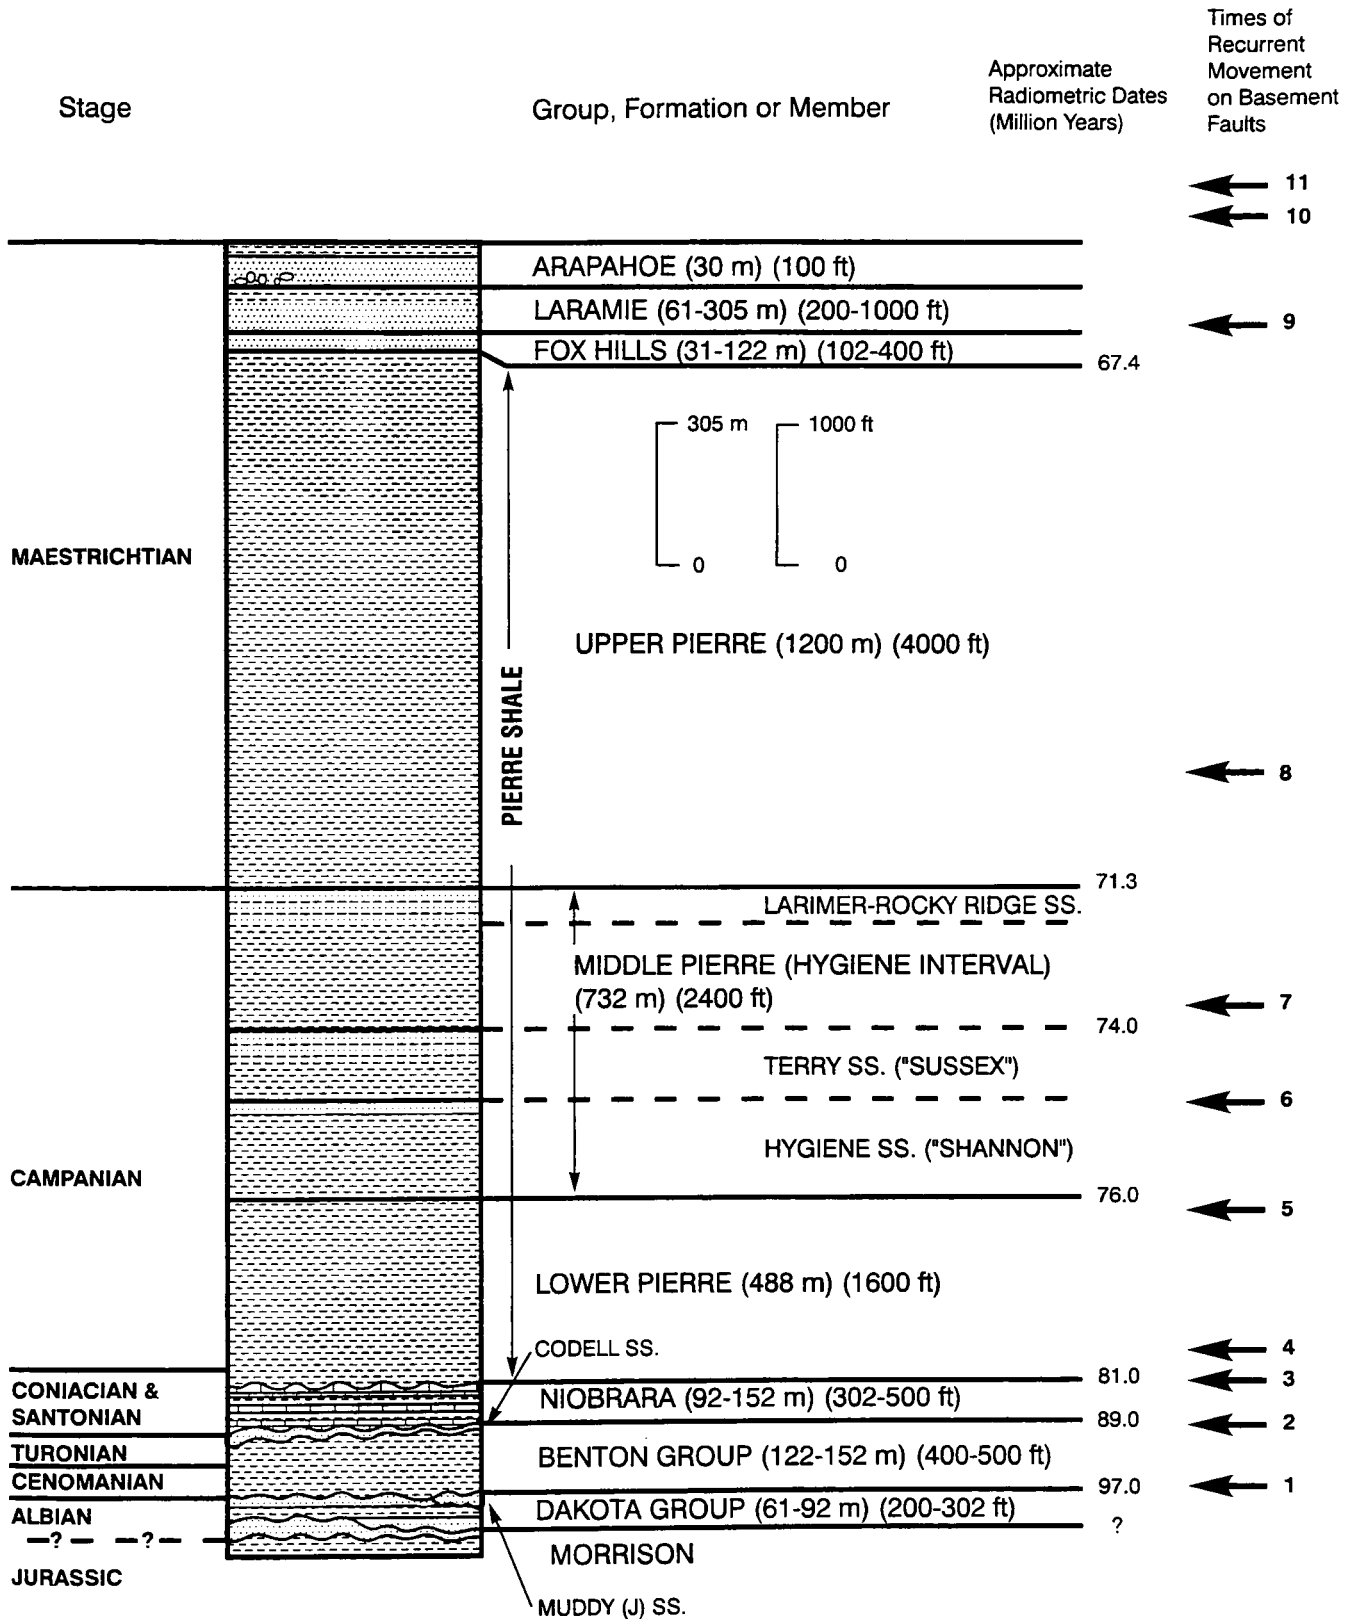 Stage
Group, Formation or Member
Approximate
Radiometric Dates
(Million Years)
Times of
Recurrent
Movement
on Basement
Faults
11
10
ARAPAHOE (30 m) (100 ft)
LARAMIE (61-305 m) (200-1000 ft)
9
FOX HILLS (31-122 m) (102-400 ft)
67.4
305 m
1000 ft
0
0
MAESTRICHTIAN
UPPER PIERRE (1200 m) (4000 ft)
PIERRE SHALE
8
71.3
LARIMER-ROCKY RIDGE SS.
MIDDLE PIERRE (HYGIENE INTERVAL)
(732 m) (2400 ft)
7
74.0
TERRY SS. ("SUSSEX")
6
HYGIENE SS. ("SHANNON")
CAMPANIAN
76.0
5
LOWER PIERRE (488 m) (1600 ft)
CODELL SS.
4
81.0
3
CONIACIAN &
SANTONIAN
NIOBRARA (92-152 m) (302-500 ft)
89.0
2
TURONIAN
BENTON GROUP (122-152 m) (400-500 ft)
CENOMANIAN
97.0
1
ALBIAN
DAKOTA GROUP (61-92 m) (200-302 ft)
?
? ?
MORRISON
JURASSIC
MUDDY (J) SS.